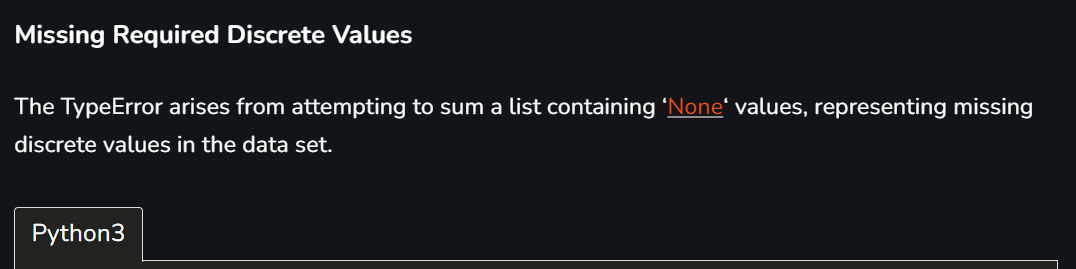 Missing Required Discrete Values
The TypeError arises from attempting to sum a list containing ‘None‘ values, representing missing
discrete values in the data set.
Python3